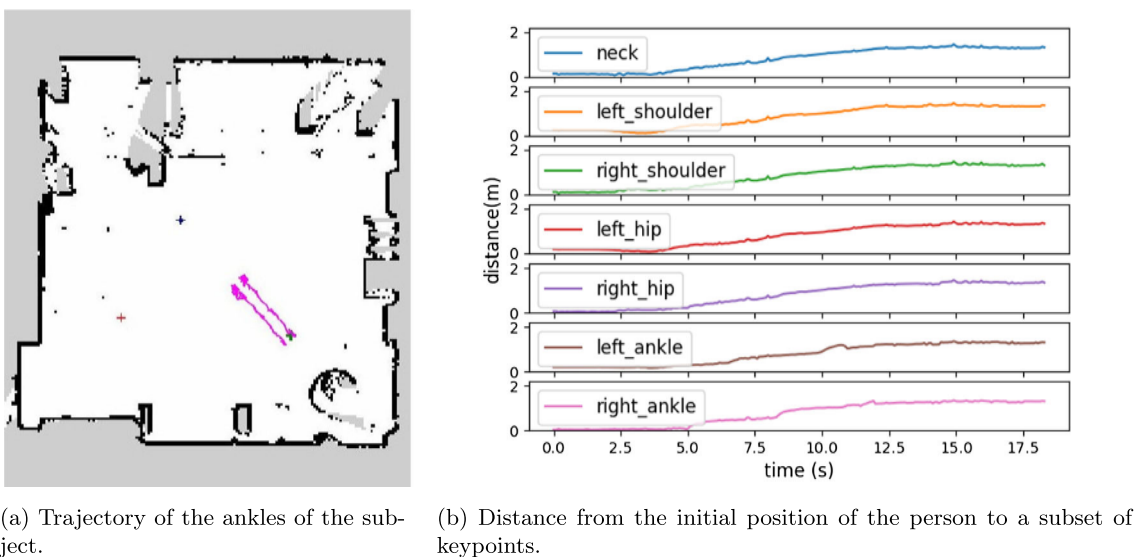 2
0
neck
2
0
left_shoulder
2
0
right_shoulder
2
0
left_hip
2
0
right_hip
2
0
left_ankle
2
0
right_ankle
distance(m)
0.0 2.5 5.0 7.5 10.0 12.5 15.0 17.5
time (s)
(a) Trajectory of the ankles of the sub-
ject.
(b) Distance from the initial position of the person to a subset of
keypoints.